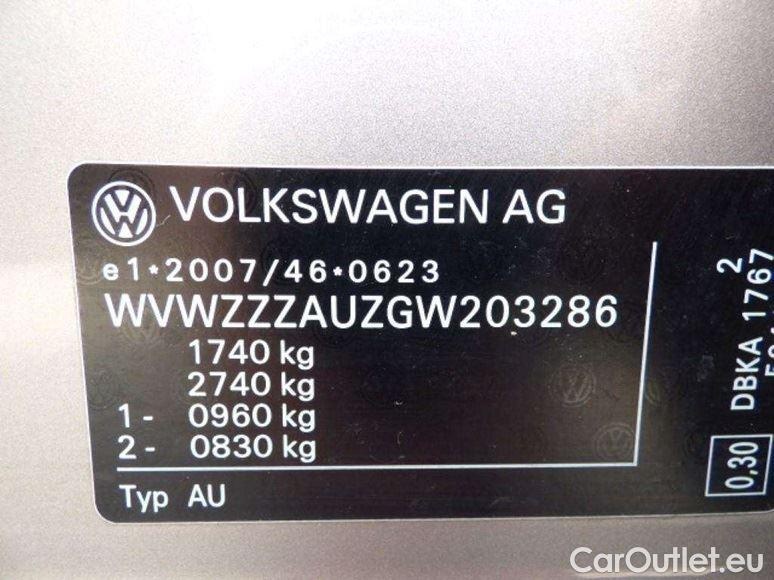 VOLKSWAGEN AG
e1*2007/46*0623
WVWZZZAUZGW203286
1740 kg
2740 kg
1- 0960 kg
2- 0830 kg
Typ AU
2
DBKA 1767
0,30
CarOutlet.eu